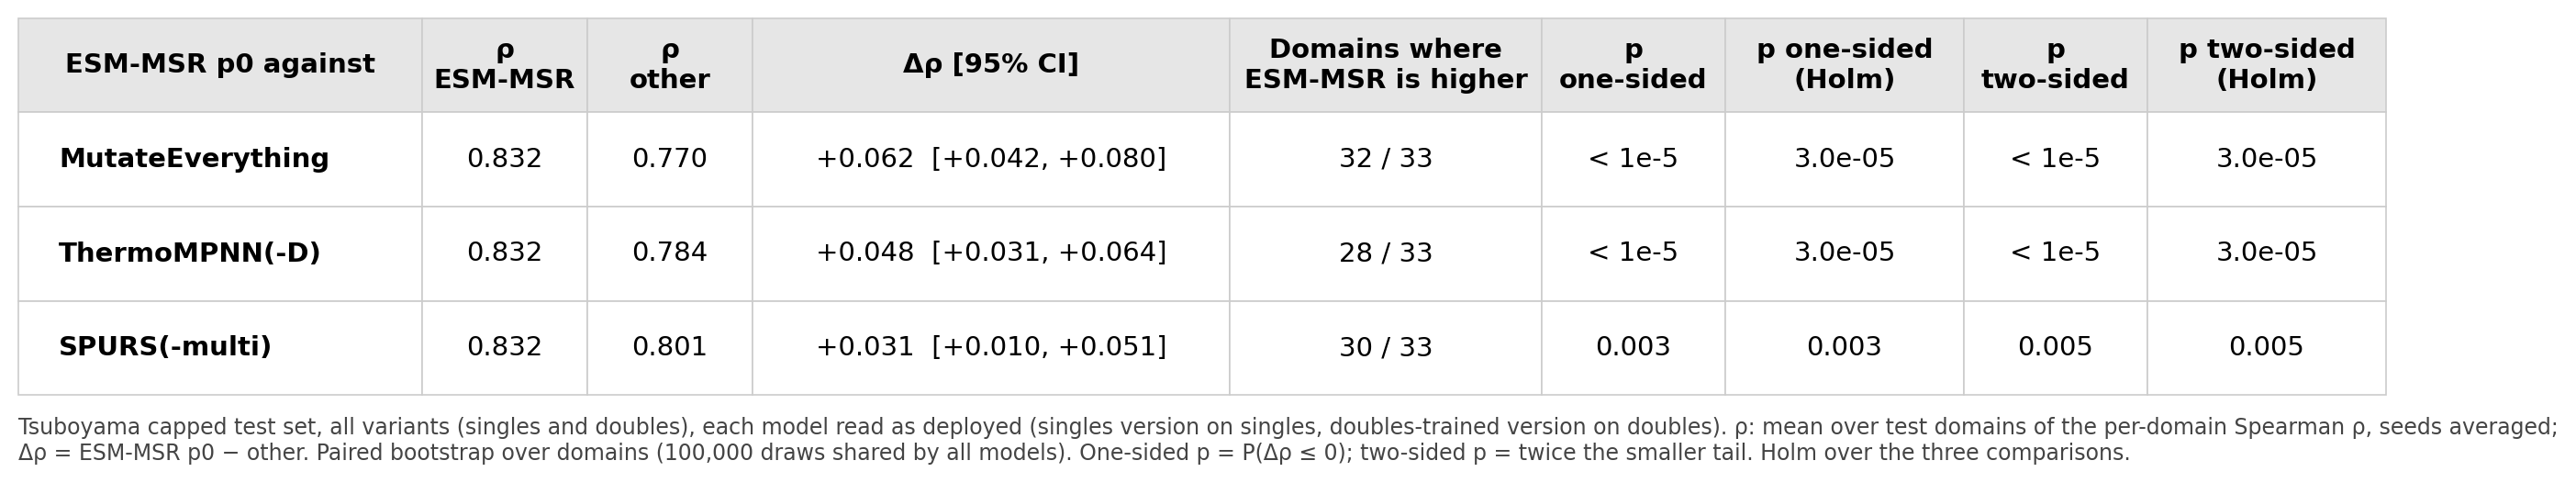 ESM-MSR p0 against
ρ
ESM-MSR
ρ
other
Δρ [95% CI]
Domains where
ESM-MSR is higher
p
one-sided
p one-sided
(Holm)
p
two-sided
p two-sided
(Holm)
MutateEverything 0.832 0.770 +0.062 [+0.042, +0.080] 32 / 33 < 1e-5 3.0e-05 < 1e-5 3.0e-05
ThermoMPNN(-D) 0.832 0.784 +0.048 [+0.031, +0.064] 28 / 33 < 1e-5 3.0e-05 < 1e-5 3.0e-05
SPURS(-multi) 0.832 0.801 +0.031 [+0.010, +0.051] 30 / 33 0.003 0.003 0.005 0.005
Tsuboyama capped test set, all variants (singles and doubles), each model read as deployed (singles version on singles, doubles-trained version on doubles). ρ: mean over test domains of the per-domain Spearman ρ, seeds averaged;
Δρ = ESM-MSR p0 − other. Paired bootstrap over domains (100,000 draws shared by all models). One-sided p = P(Δρ ≤ 0); two-sided p = twice the smaller tail. Holm over the three comparisons.